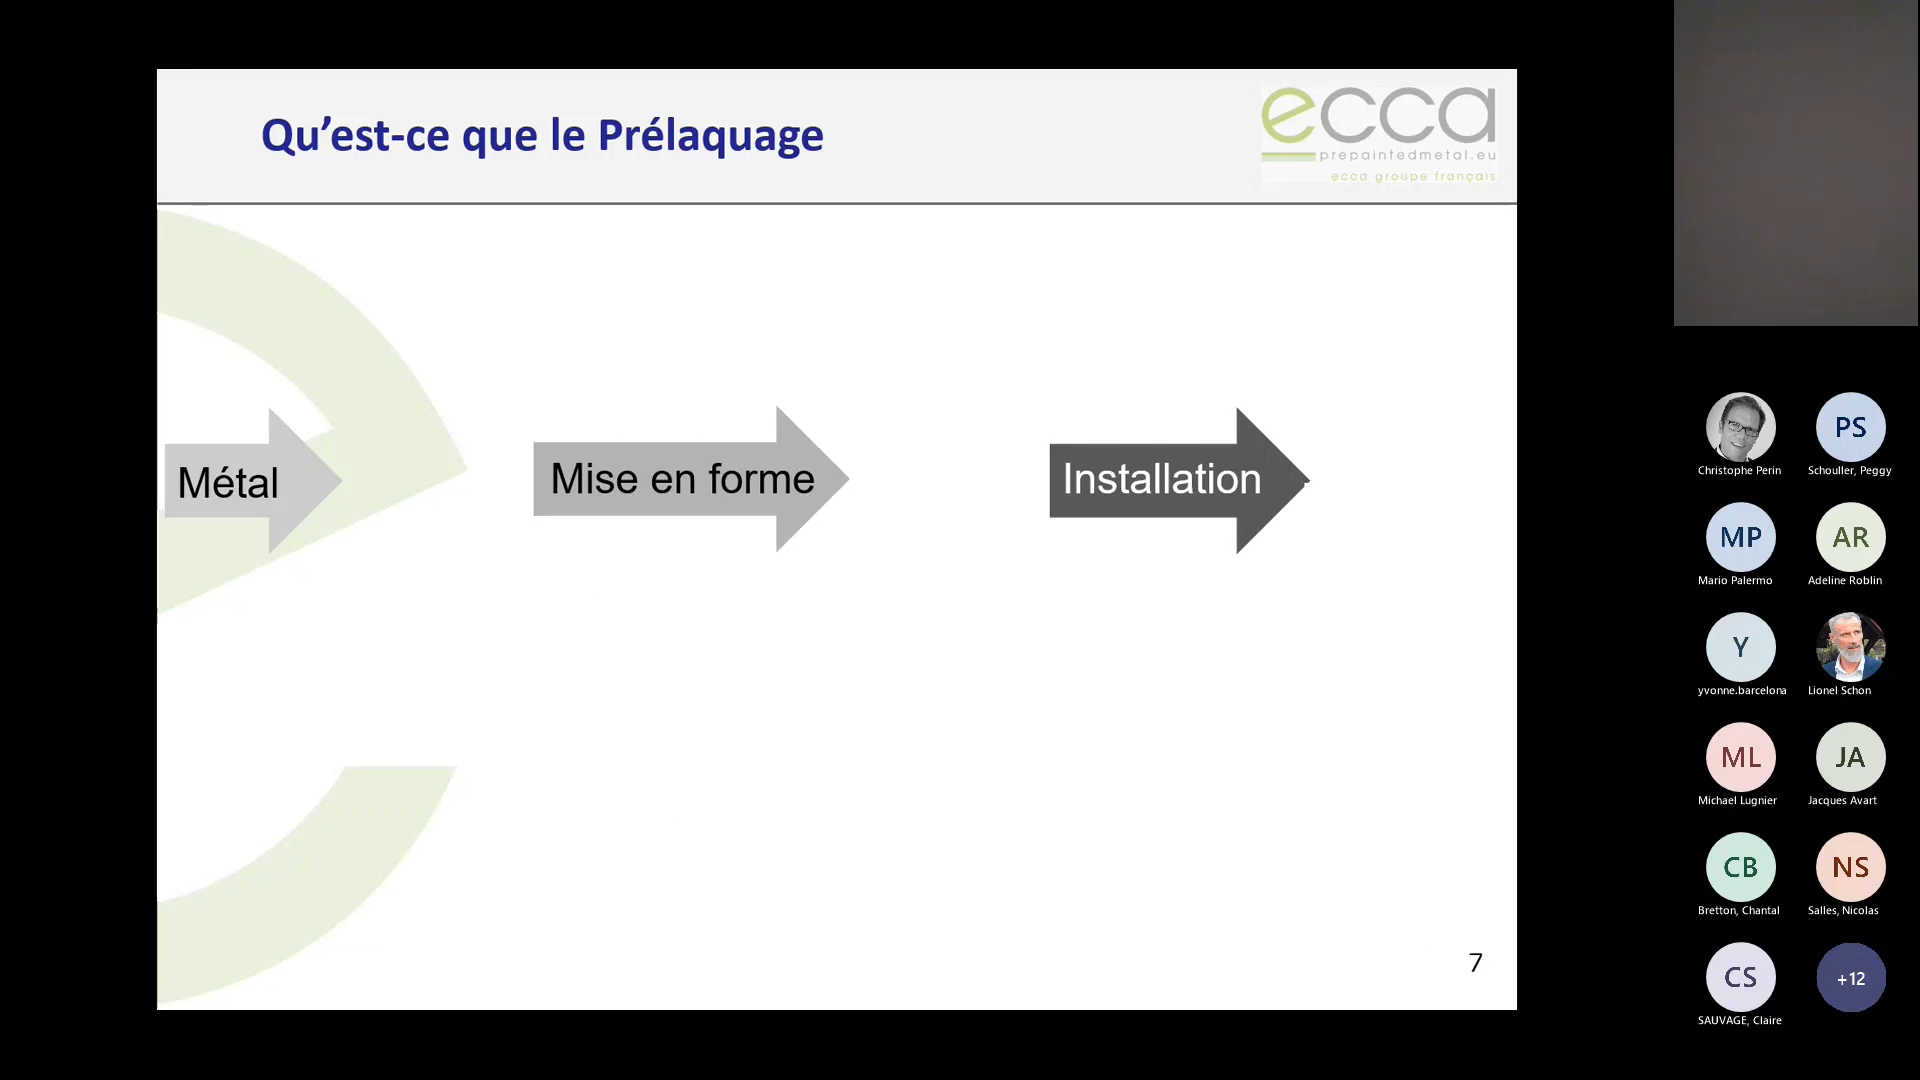 Qu’est-ce que le Prélaquage
ecca
prepaintedmetal.eu
ecca groupe français
Métal
Mise en forme
Installation
7
Christophe Perin
PS
Schouller, Peggy
MP
Mario Palermo
AR
Adeline Roblin
Y
yvonne.barcelona
Lionel Schon
ML
Michael Lugnier
JA
Jacques Avart
CB
Bretton, Chantal
NS
Salles, Nicolas
CS
SAUVAGE, Claire
+12